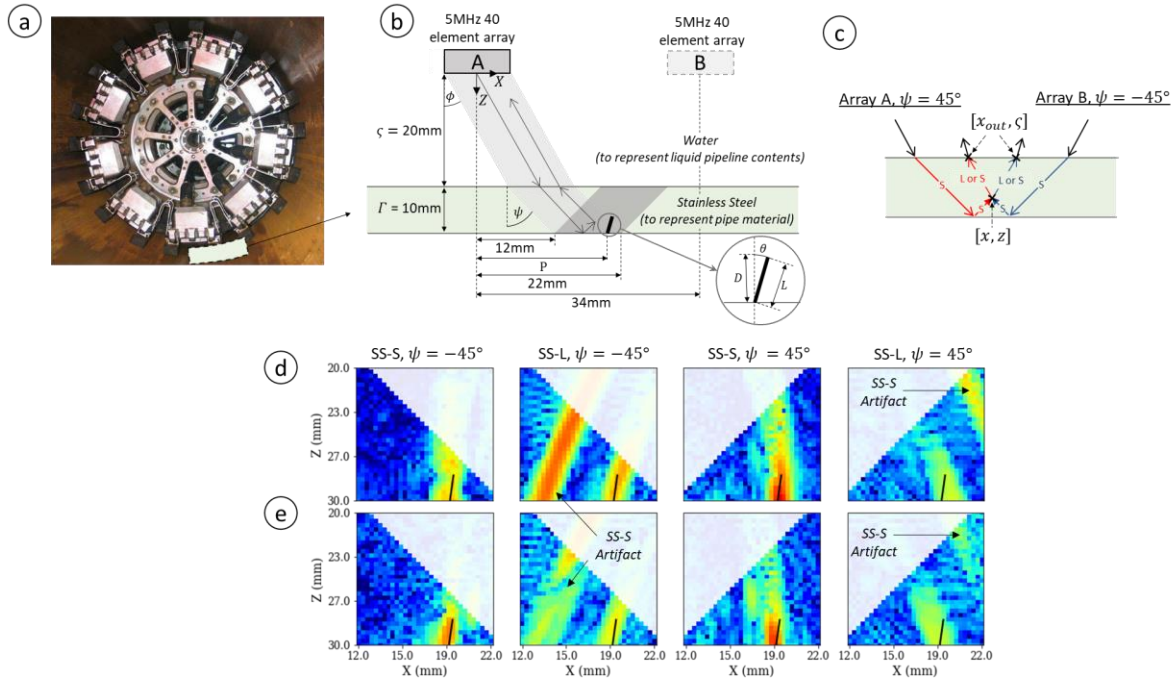 a
b
5MHz 40
element array
A
X
Z
5MHz 40
element array
B
ϕ
ς = 20mm
Water
(to represent liquid pipeline contents)
Γ = 10mm
ψ
Stainless Steel
(to represent pipe material)
12mm
P
22mm
34mm
θ
D
L
c
Array A, ψ = 45°
Array B, ψ = −45°
[x_out, ς]
S
L or S
L or S
S
S
S
[x, z]
d
SS-S, ψ = −45°
SS-L, ψ = −45°
SS-S, ψ = 45°
SS-L, ψ = 45°
Z (mm)
20.0
23.0
27.0
30.0
SS-S
Artifact
e
Z (mm)
20.0
23.0
27.0
30.0
SS-S
Artifact
SS-S
Artifact
12.0 15.0 19.0 22.0
12.0 15.0 19.0 22.0
12.0 15.0 19.0 22.0
12.0 15.0 19.0 22.0
X (mm)
X (mm)
X (mm)
X (mm)